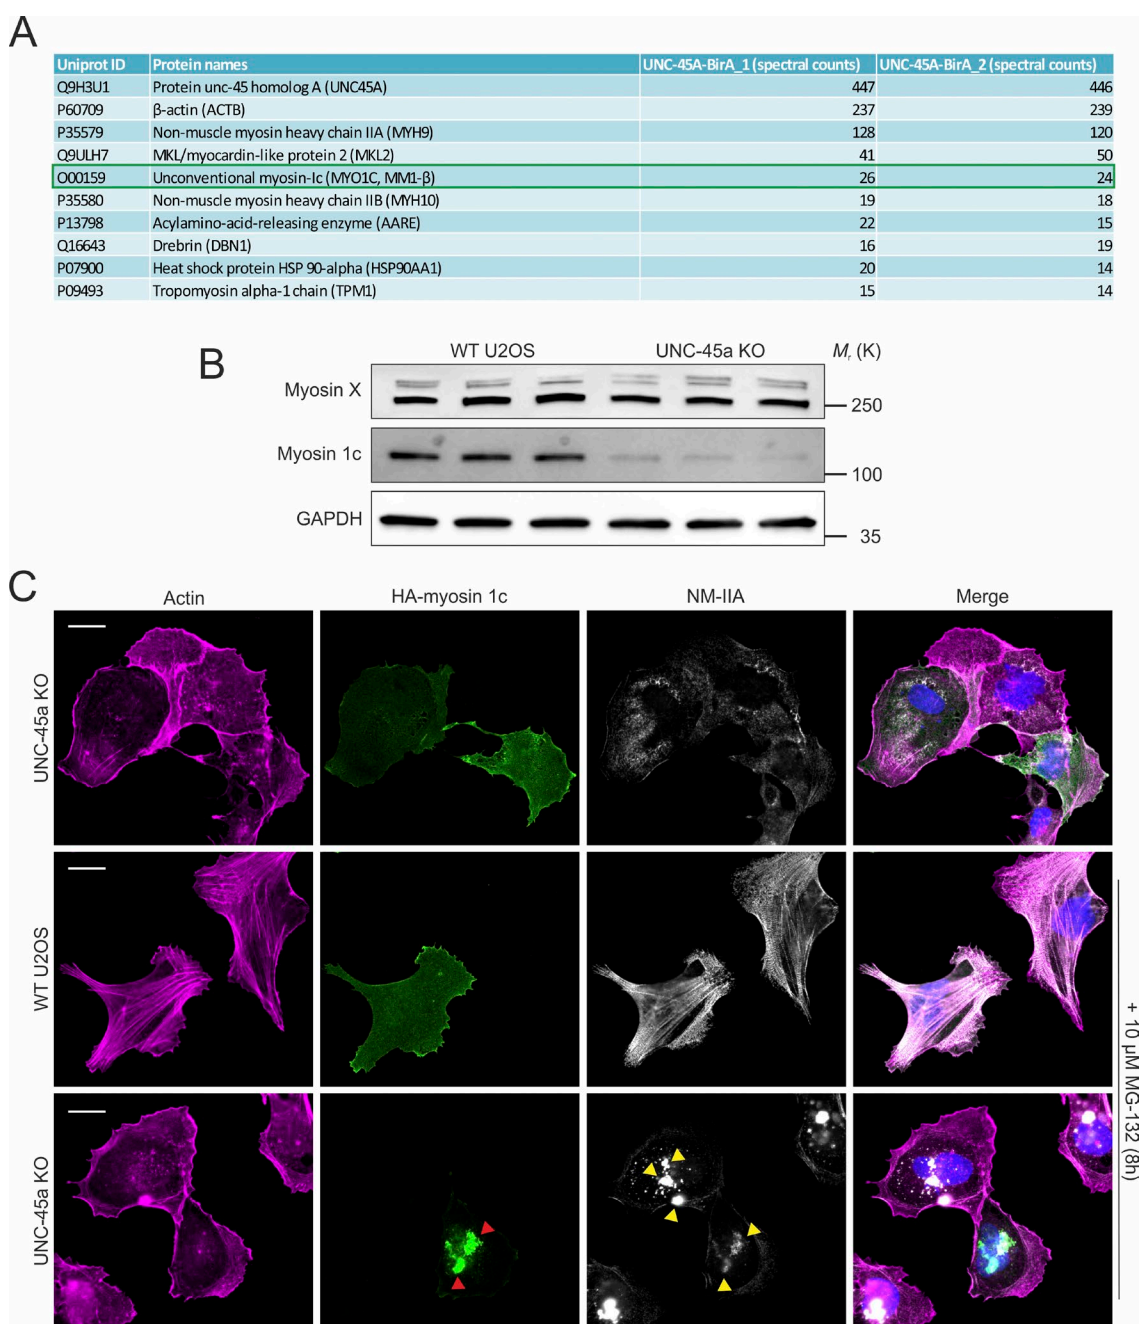 A
Uniprot ID Protein names UNC-45A-BirA_1 (spectral counts) UNC-45A-BirA_2 (spectral counts)
Q9H3U1 Protein unc-45 homolog A (UNC45A) 447 446
P60709 β-actin (ACTB) 237 239
P35579 Non-muscle myosin heavy chain IIA (MYH9) 128 120
Q9ULH7 MKL/myocardin-like protein 2 (MKL2) 41 50
O00159 Unconventional myosin-Ic (MYO1C, MM1-β) 26 24
P35580 Non-muscle myosin heavy chain IIB (MYH10) 19 18
P13798 Acylamino-acid-releasing enzyme (AARE) 22 15
Q16643 Drebrin (DBN1) 16 19
P07900 Heat shock protein HSP 90-alpha (HSP90AA1) 20 14
P09493 Tropomyosin alpha-1 chain (TPM1) 15 14
B
WT U2OS UNC-45a KO Mr (K)
Myosin X 250
Myosin 1c 100
GAPDH 35
C
Actin HA-myosin 1c NM-IIA Merge
UNC-45a KO
WT U2OS
UNC-45a KO
+ 10 µM MG-132 (8h)